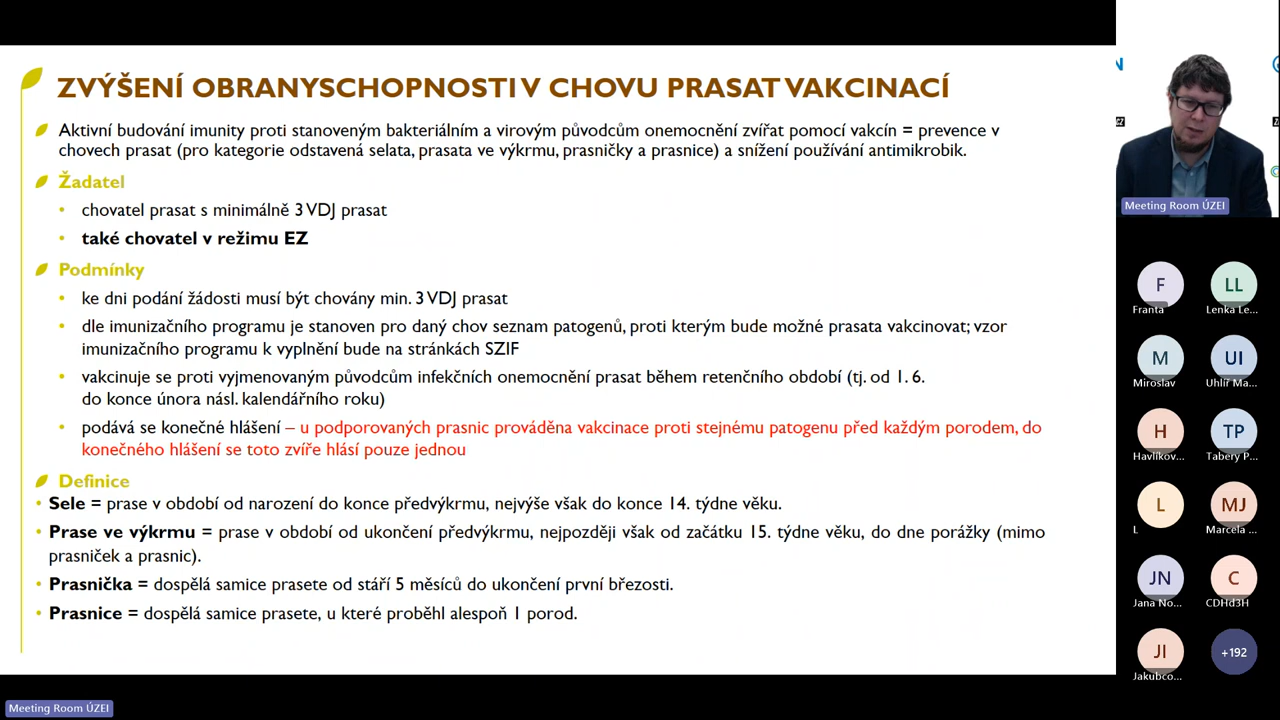 ZVÝŠENÍ OBRANYSCHOPNOSTI V CHOVU PRASAT VAKCINACÍ
Aktivní budování imunity proti stanoveným bakteriálním a virovým původcům onemocnění zvířat pomocí vakcín = prevence v
chovech prasat (pro kategorie odstavená selata, prasata ve výkrmu, prasničky a prasnice) a snížení používání antimikrobik.
Žadatel
• chovatel prasat s minimálně 3 VDJ prasat
• také chovatel v režimu EZ
Podmínky
• ke dni podání žádosti musí být chovány min. 3 VDJ prasat
• dle imunizačního programu je stanoven pro daný chov seznam patogenů, proti kterým bude možné prasata vakcinovat; vzor
imunizačního programu k vyplnění bude na stránkách SZIF
• vakcinuje se proti vyjmenovaným původcům infekčních onemocnění prasat během retenčního období (tj. od 1. 6.
do konce února násl. kalendářního roku)
• podává se konečné hlášení – u podporovaných prasnic prováděna vakcinace proti stejnému patogenu před každým porodem, do
konečného hlášení se toto zvíře hlásí pouze jednou
Definice
• Sele = prase v období od narození do konce předvýkrmu, nejvýše však do konce 14. týdne věku.
• Prase ve výkrmu = prase v období od ukončení předvýkrmu, nejpozději však od začátku 15. týdne věku, do dne porážky (mimo
prasniček a prasnic).
• Prasnička = dospělá samice prasete od stáří 5 měsíců do ukončení první březosti.
• Prasnice = dospělá samice prasete, u které proběhl alespoň 1 porod.
Meeting Room ÚZEI
F
LL
Franta
Lenka Le...
M
UI
Miroslav
Uhlíř Ma...
H
TP
Havlíkov...
Tabery P...
L
MJ
L
Marcela ...
JN
C
Jana No...
CDHd3H
JI
+192
Jakubco...
Meeting Room ÚZEI